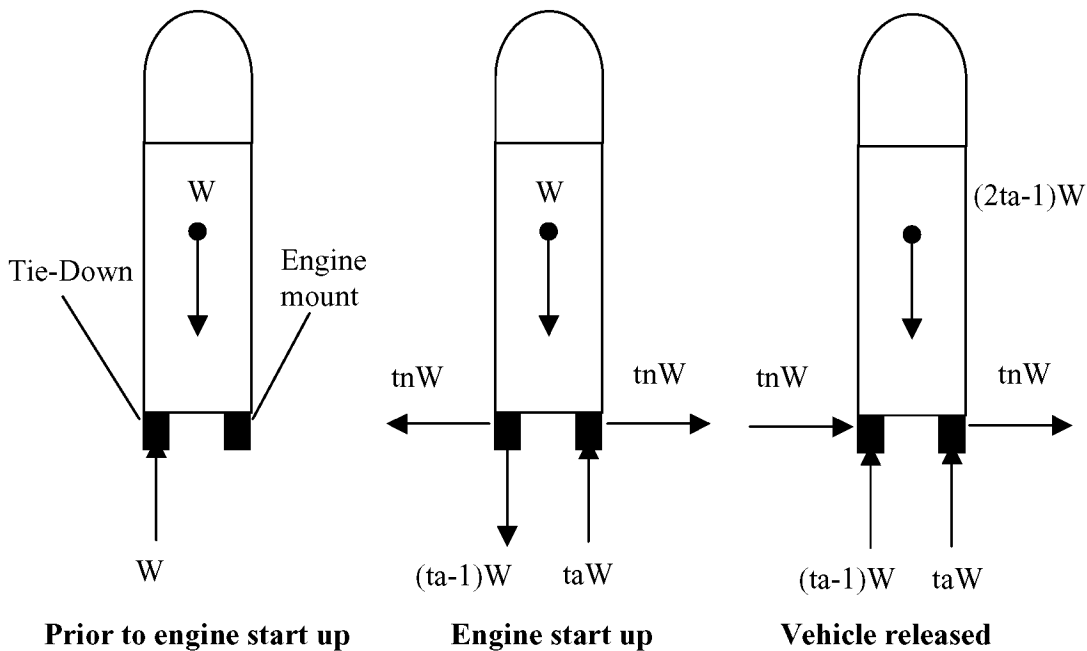 W
Tie-Down
Engine
mount
W
Prior to engine start up
W
tnW
tnW
(ta-1)W
taW
Engine start up
(2ta-1)W
tnW
tnW
(ta-1)W
taW
Vehicle released